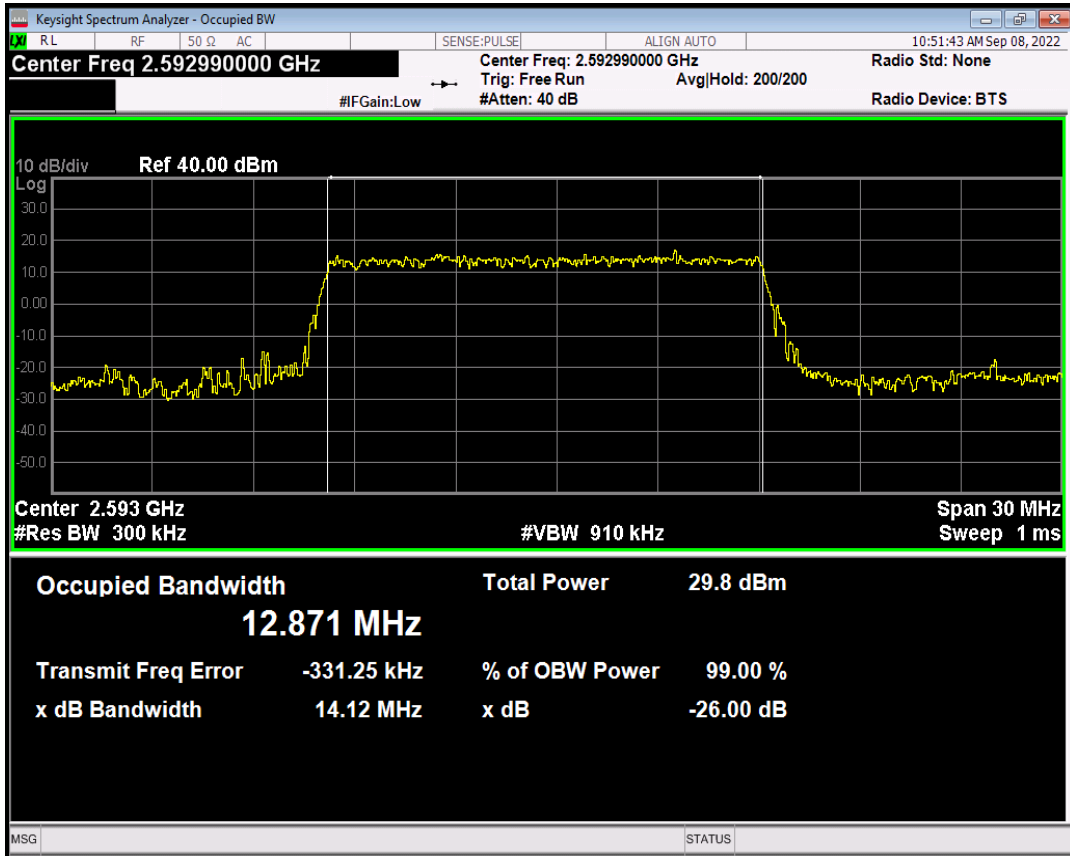 Keysight Spectrum Analyzer - Occupied BW
LXI RL RF 50 Ω AC SENSE:PULSE ALIGN AUTO 10:51:43 AM Sep 08, 2022
Center Freq 2.592990000 GHz Center Freq: 2.592990000 GHz Radio Std: None
Trig: Free Run Avg|Hold: 200/200
#IFGain:Low #Atten: 40 dB Radio Device: BTS
10 dB/div Ref 40.00 dBm
Log
30.0
20.0
10.0
0.00
-10.0
-20.0
-30.0
-40.0
-50.0
Center 2.593 GHz Span 30 MHz
#Res BW 300 kHz #VBW 910 kHz Sweep 1 ms
Occupied Bandwidth Total Power 29.8 dBm
12.871 MHz
Transmit Freq Error -331.25 kHz % of OBW Power 99.00 %
x dB Bandwidth 14.12 MHz x dB -26.00 dB
MSG STATUS